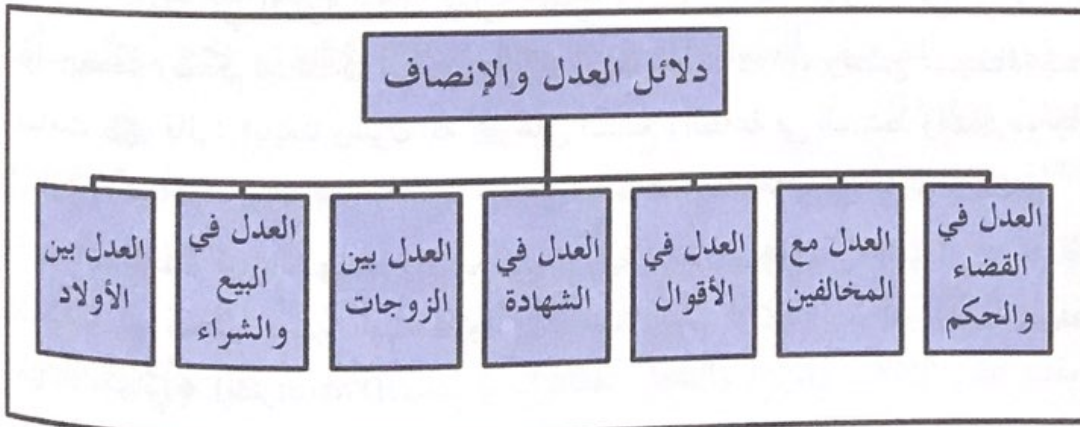 دلائل العدل والإنصاف
العدل في
القضاء
والحكم
العدل مع
المخالفين
العدل في
الأقوال
العدل في
الشهادة
العدل بين
الزوجات
العدل في
البيع
والشراء
العدل بين
الأولاد